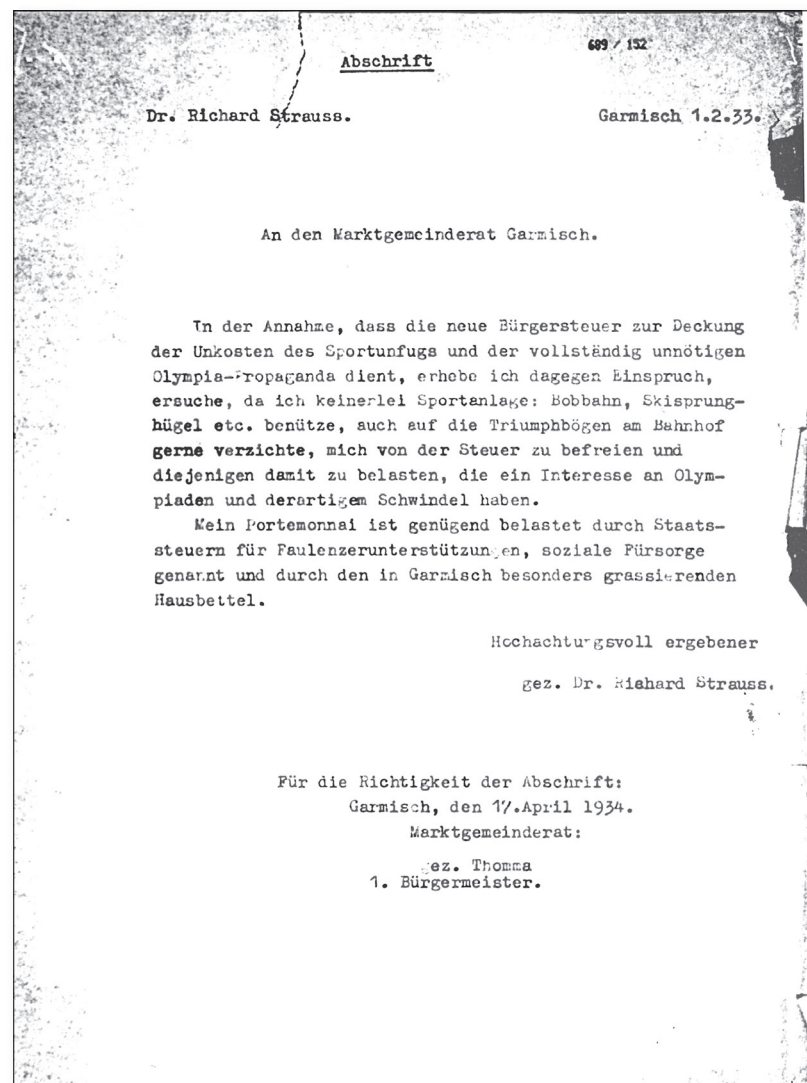 689 / 152
Abschrift
Dr. Richard Strauss. Garmisch 1.2.33.
An den Marktgemeinderat Garmisch.
In der Annahme, dass die neue Bürgersteuer zur Deckung
der Unkosten des Sportunfugs und der vollständig unnötigen
Olympia-Propaganda dient, erhebe ich dagegen Einspruch,
ersuche, da ich keinerlei Sportanlage: Bobbahn, Skisprung-
hügel etc. benütze, auch auf die Triumphbögen am Bahnhof
gerne verzichte, mich von der Steuer zu befreien und
diejenigen damit zu belasten, die ein Interesse an Olym-
piaden und derartigem Schwindel haben.
Mein Portemonnai ist genügend belastet durch Staats-
steuern für Faulenzerunterstützungen, soziale Fürsorge
genannt und durch den in Garmisch besonders grassierenden
Hausbettel.
Hochachtungsvoll ergebener
gez. Dr. Riahard Strauss.
Für die Richtigkeit der Abschrift:
Garmisch, den 17.April 1934.
Marktgemeinderat:
gez. Thomma
1. Bürgermeister.